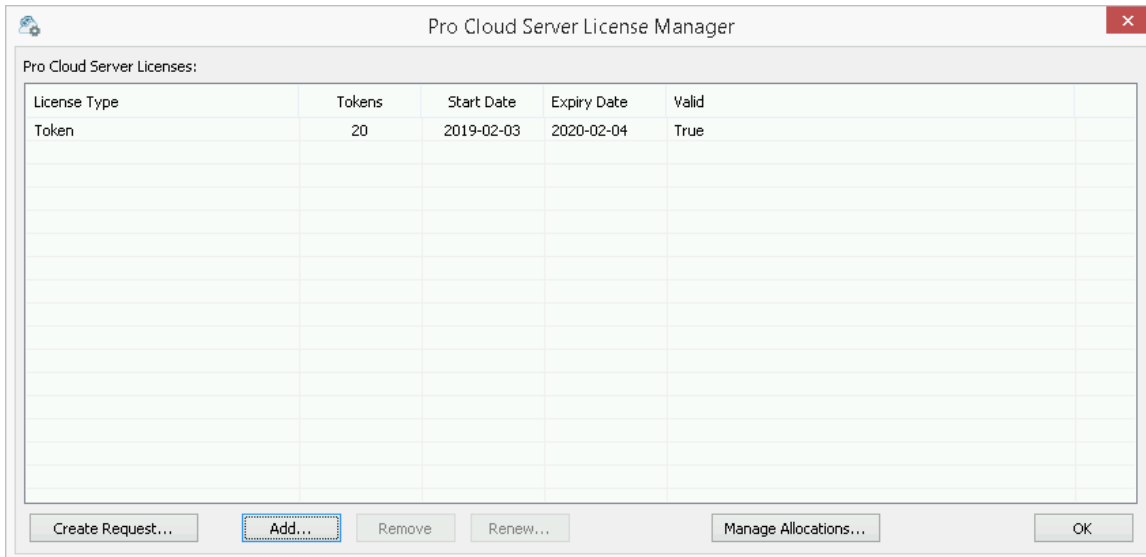 Pro Cloud Server License Manager
Pro Cloud Server Licenses:
License Type Tokens Start Date Expiry Date Valid
Token 20 2019-02-03 2020-02-04 True
Create Request... Add... Remove Renew... Manage Allocations... OK